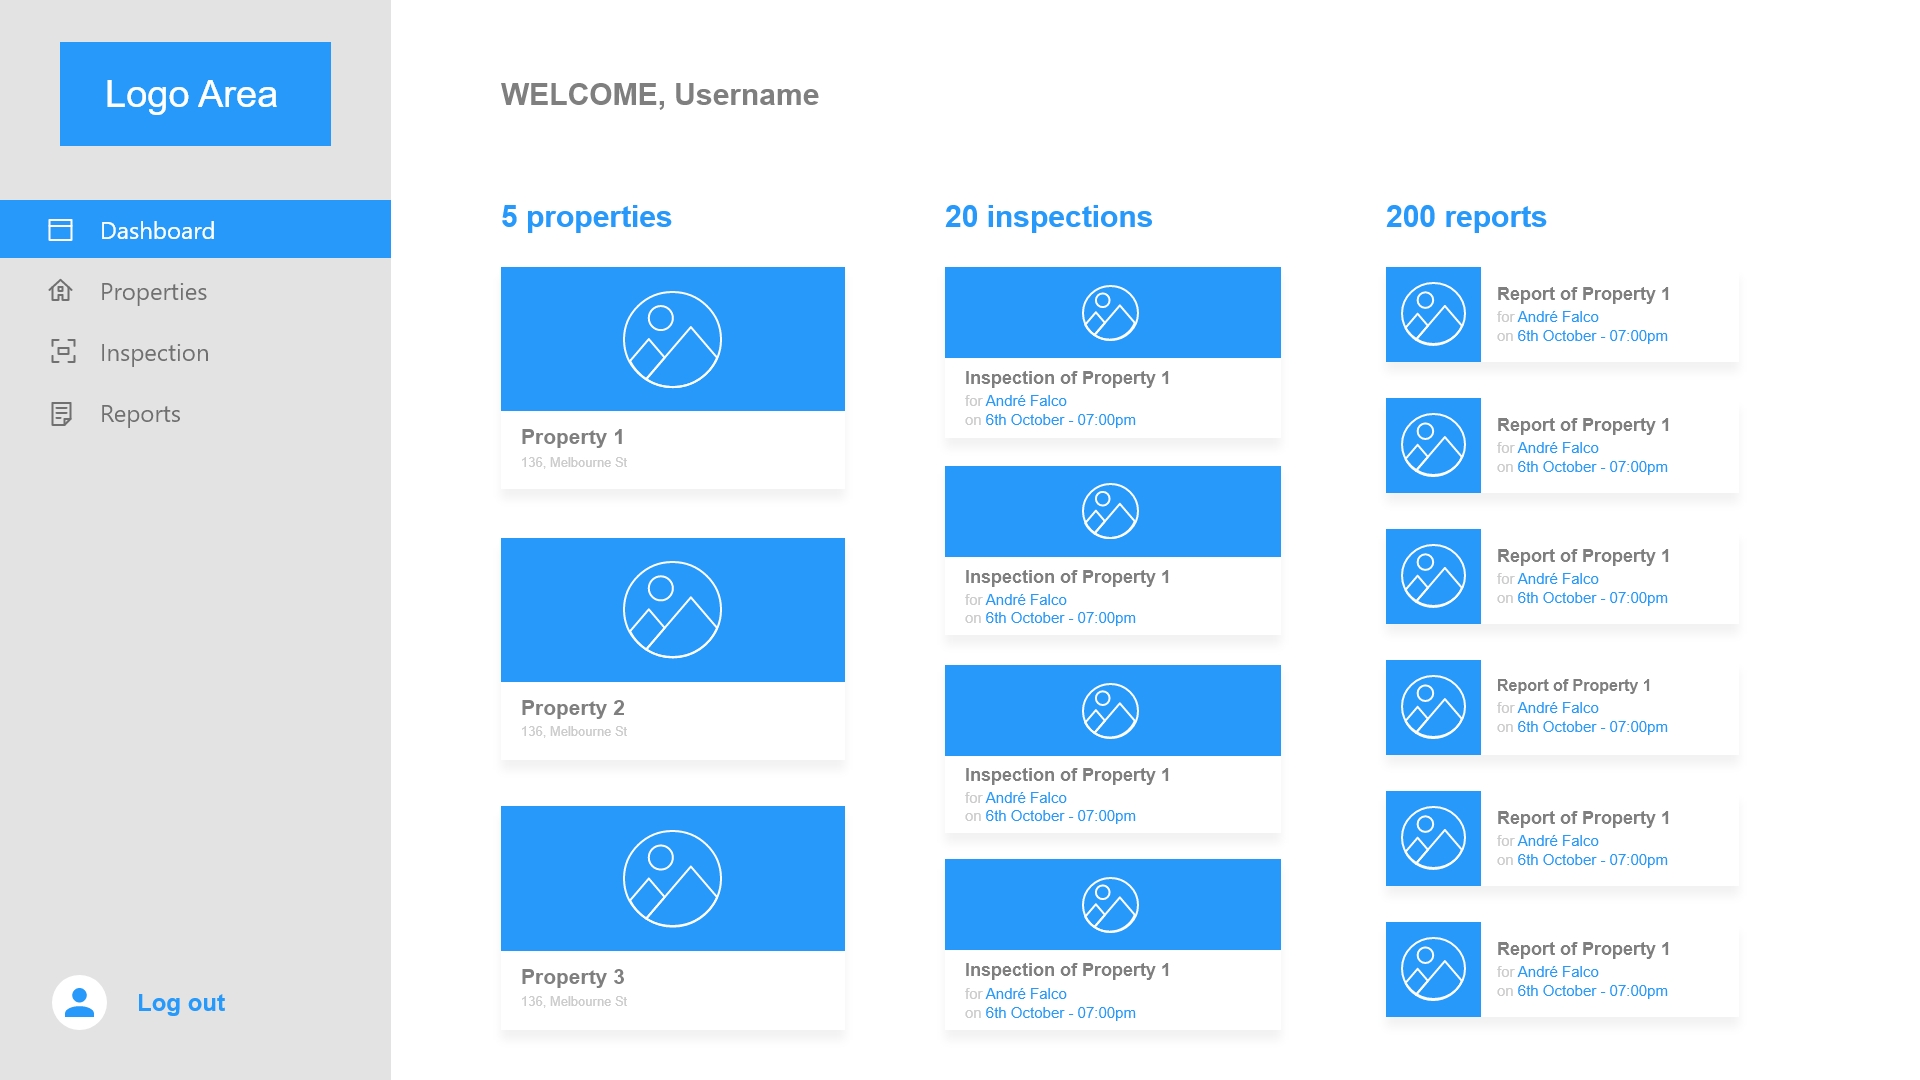 Logo Area
Dashboard
Properties
Inspection
Reports
Log out
WELCOME, Username
5 properties
Property 1
136, Melbourne St
Property 2
136, Melbourne St
Property 3
136, Melbourne St
20 inspections
Inspection of Property 1
for André Falco
on 6th October - 07:00pm
Inspection of Property 1
for André Falco
on 6th October - 07:00pm
Inspection of Property 1
for André Falco
on 6th October - 07:00pm
Inspection of Property 1
for André Falco
on 6th October - 07:00pm
200 reports
Report of Property 1
for André Falco
on 6th October - 07:00pm
Report of Property 1
for André Falco
on 6th October - 07:00pm
Report of Property 1
for André Falco
on 6th October - 07:00pm
Report of Property 1
for André Falco
on 6th October - 07:00pm
Report of Property 1
for André Falco
on 6th October - 07:00pm
Report of Property 1
for André Falco
on 6th October - 07:00pm